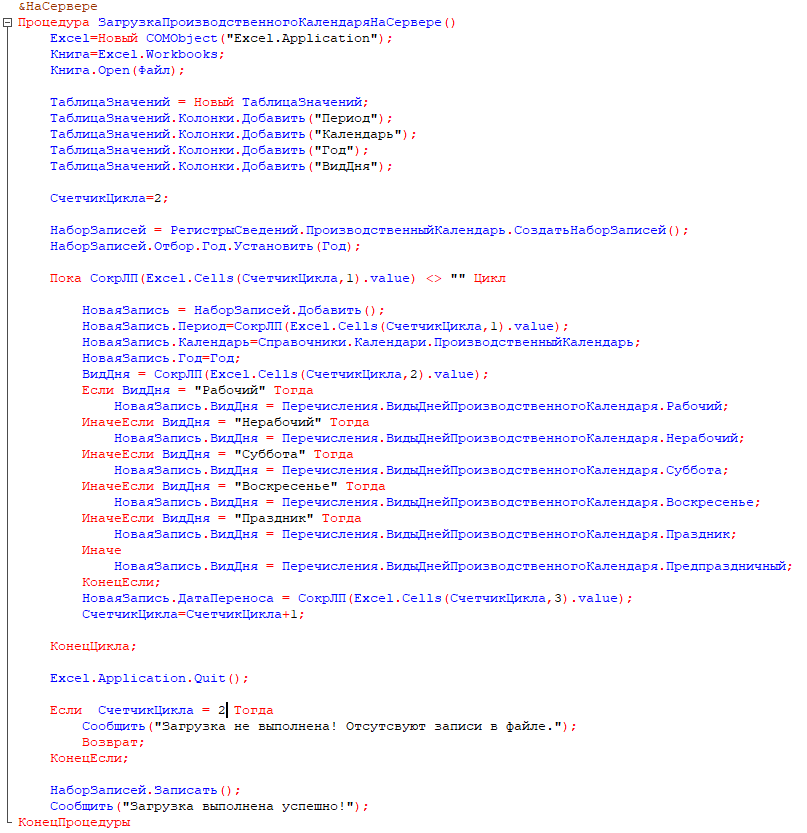 &НаСервере
Процедура ЗагрузкаПроизводственногоКалендаряНаСервере()
Excel=Новый COMObject("Excel.Application");
Книга=Excel.Workbooks;
Книга.Open(Файл);
ТаблицаЗначений = Новый ТаблицаЗначений;
ТаблицаЗначений.Колонки.Добавить("Период");
ТаблицаЗначений.Колонки.Добавить("Календарь");
ТаблицаЗначений.Колонки.Добавить("Год");
ТаблицаЗначений.Колонки.Добавить("ВидДня");
СчетчикЦикла=2;
НаборЗаписей = РегистрыСведений.ПроизводственныйКалендарь.СоздатьНаборЗаписей();
НаборЗаписей.Отбор.Год.Установить(Год);
Пока СокрЛП(Excel.Cells(СчетчикЦикла,1).value) <> "" Цикл
НоваяЗапись = НаборЗаписей.Добавить();
НоваяЗапись.Период=СокрЛП(Excel.Cells(СчетчикЦикла,1).value);
НоваяЗапись.Календарь=Справочники.Календари.ПроизводственныйКалендарь;
НоваяЗапись.Год=Год;
ВидДня = СокрЛП(Excel.Cells(СчетчикЦикла,2).value);
Если ВидДня = "Рабочий" Тогда
НоваяЗапись.ВидДня = Перечисления.ВидыДнейПроизводственногоКалендаря.Рабочий;
ИначеЕсли ВидДня = "Нерабочий" Тогда
НоваяЗапись.ВидДня = Перечисления.ВидыДнейПроизводственногоКалендаря.Нерабочий;
ИначеЕсли ВидДня = "Суббота" Тогда
НоваяЗапись.ВидДня = Перечисления.ВидыДнейПроизводственногоКалендаря.Суббота;
ИначеЕсли ВидДня = "Воскресенье" Тогда
НоваяЗапись.ВидДня = Перечисления.ВидыДнейПроизводственногоКалендаря.Воскресенье;
ИначеЕсли ВидДня = "Праздник" Тогда
НоваяЗапись.ВидДня = Перечисления.ВидыДнейПроизводственногоКалендаря.Праздник;
Иначе
НоваяЗапись.ВидДня = Перечисления.ВидыДнейПроизводственногоКалендаря.Предпраздничный;
КонецЕсли;
НоваяЗапись.ДатаПереноса = СокрЛП(Excel.Cells(СчетчикЦикла,3).value);
СчетчикЦикла=СчетчикЦикла+1;
КонецЦикла;
Excel.Application.Quit();
Если  СчетчикЦикла = 2 Тогда
Сообщить("Загрузка не выполнена! Отсутсвуют записи в файле.");
Возврат;
КонецЕсли;
НаборЗаписей.Записать();
Сообщить("Загрузка выполнена успешно!");
КонецПроцедуры